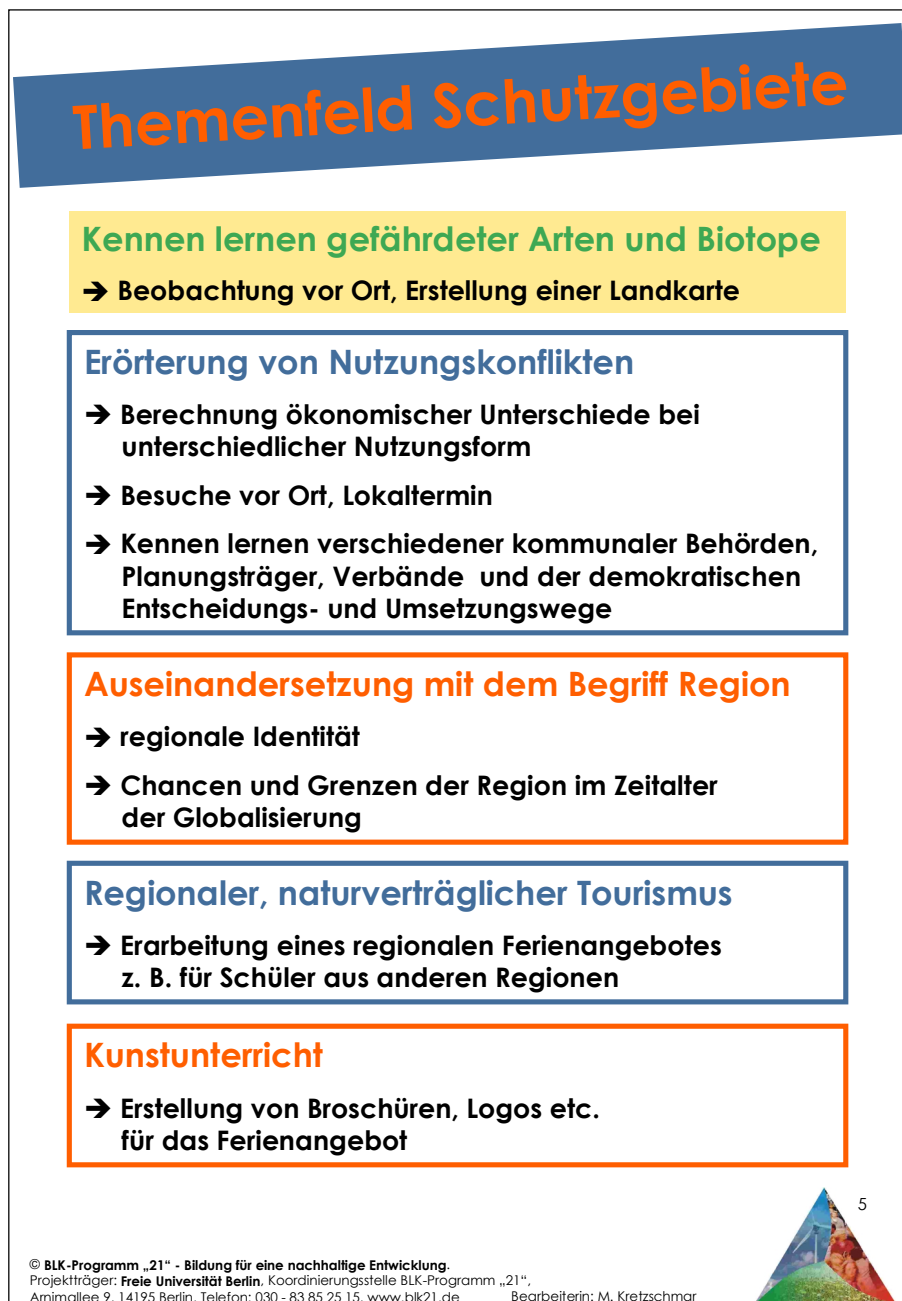 Themenfeld Schutzgebiete
Kennen lernen gefährdeter Arten und Biotope
➔ Beobachtung vor Ort, Erstellung einer Landkarte
Erörterung von Nutzungskonflikten
➔ Berechnung ökonomischer Unterschiede bei
unterschiedlicher Nutzungsform
➔ Besuche vor Ort, Lokaltermin
➔ Kennen lernen verschiedener kommunaler Behörden,
Planungsträger, Verbände und der demokratischen
Entscheidungs- und Umsetzungswege
Auseinandersetzung mit dem Begriff Region
➔ regionale Identität
➔ Chancen und Grenzen der Region im Zeitalter
der Globalisierung
Regionaler, naturverträglicher Tourismus
➔ Erarbeitung eines regionalen Ferienangebotes
z. B. für Schüler aus anderen Regionen
Kunstunterricht
➔ Erstellung von Broschüren, Logos etc.
für das Ferienangebot
5
© BLK-Programm „21“ - Bildung für eine nachhaltige Entwicklung.
Projektträger: Freie Universität Berlin, Koordinierungsstelle BLK-Programm „21“,
Arnimallee 9, 14195 Berlin, Telefon: 030 - 83 85 25 15, www.blk21.de Bearbeiterin: M. Kretzschmar